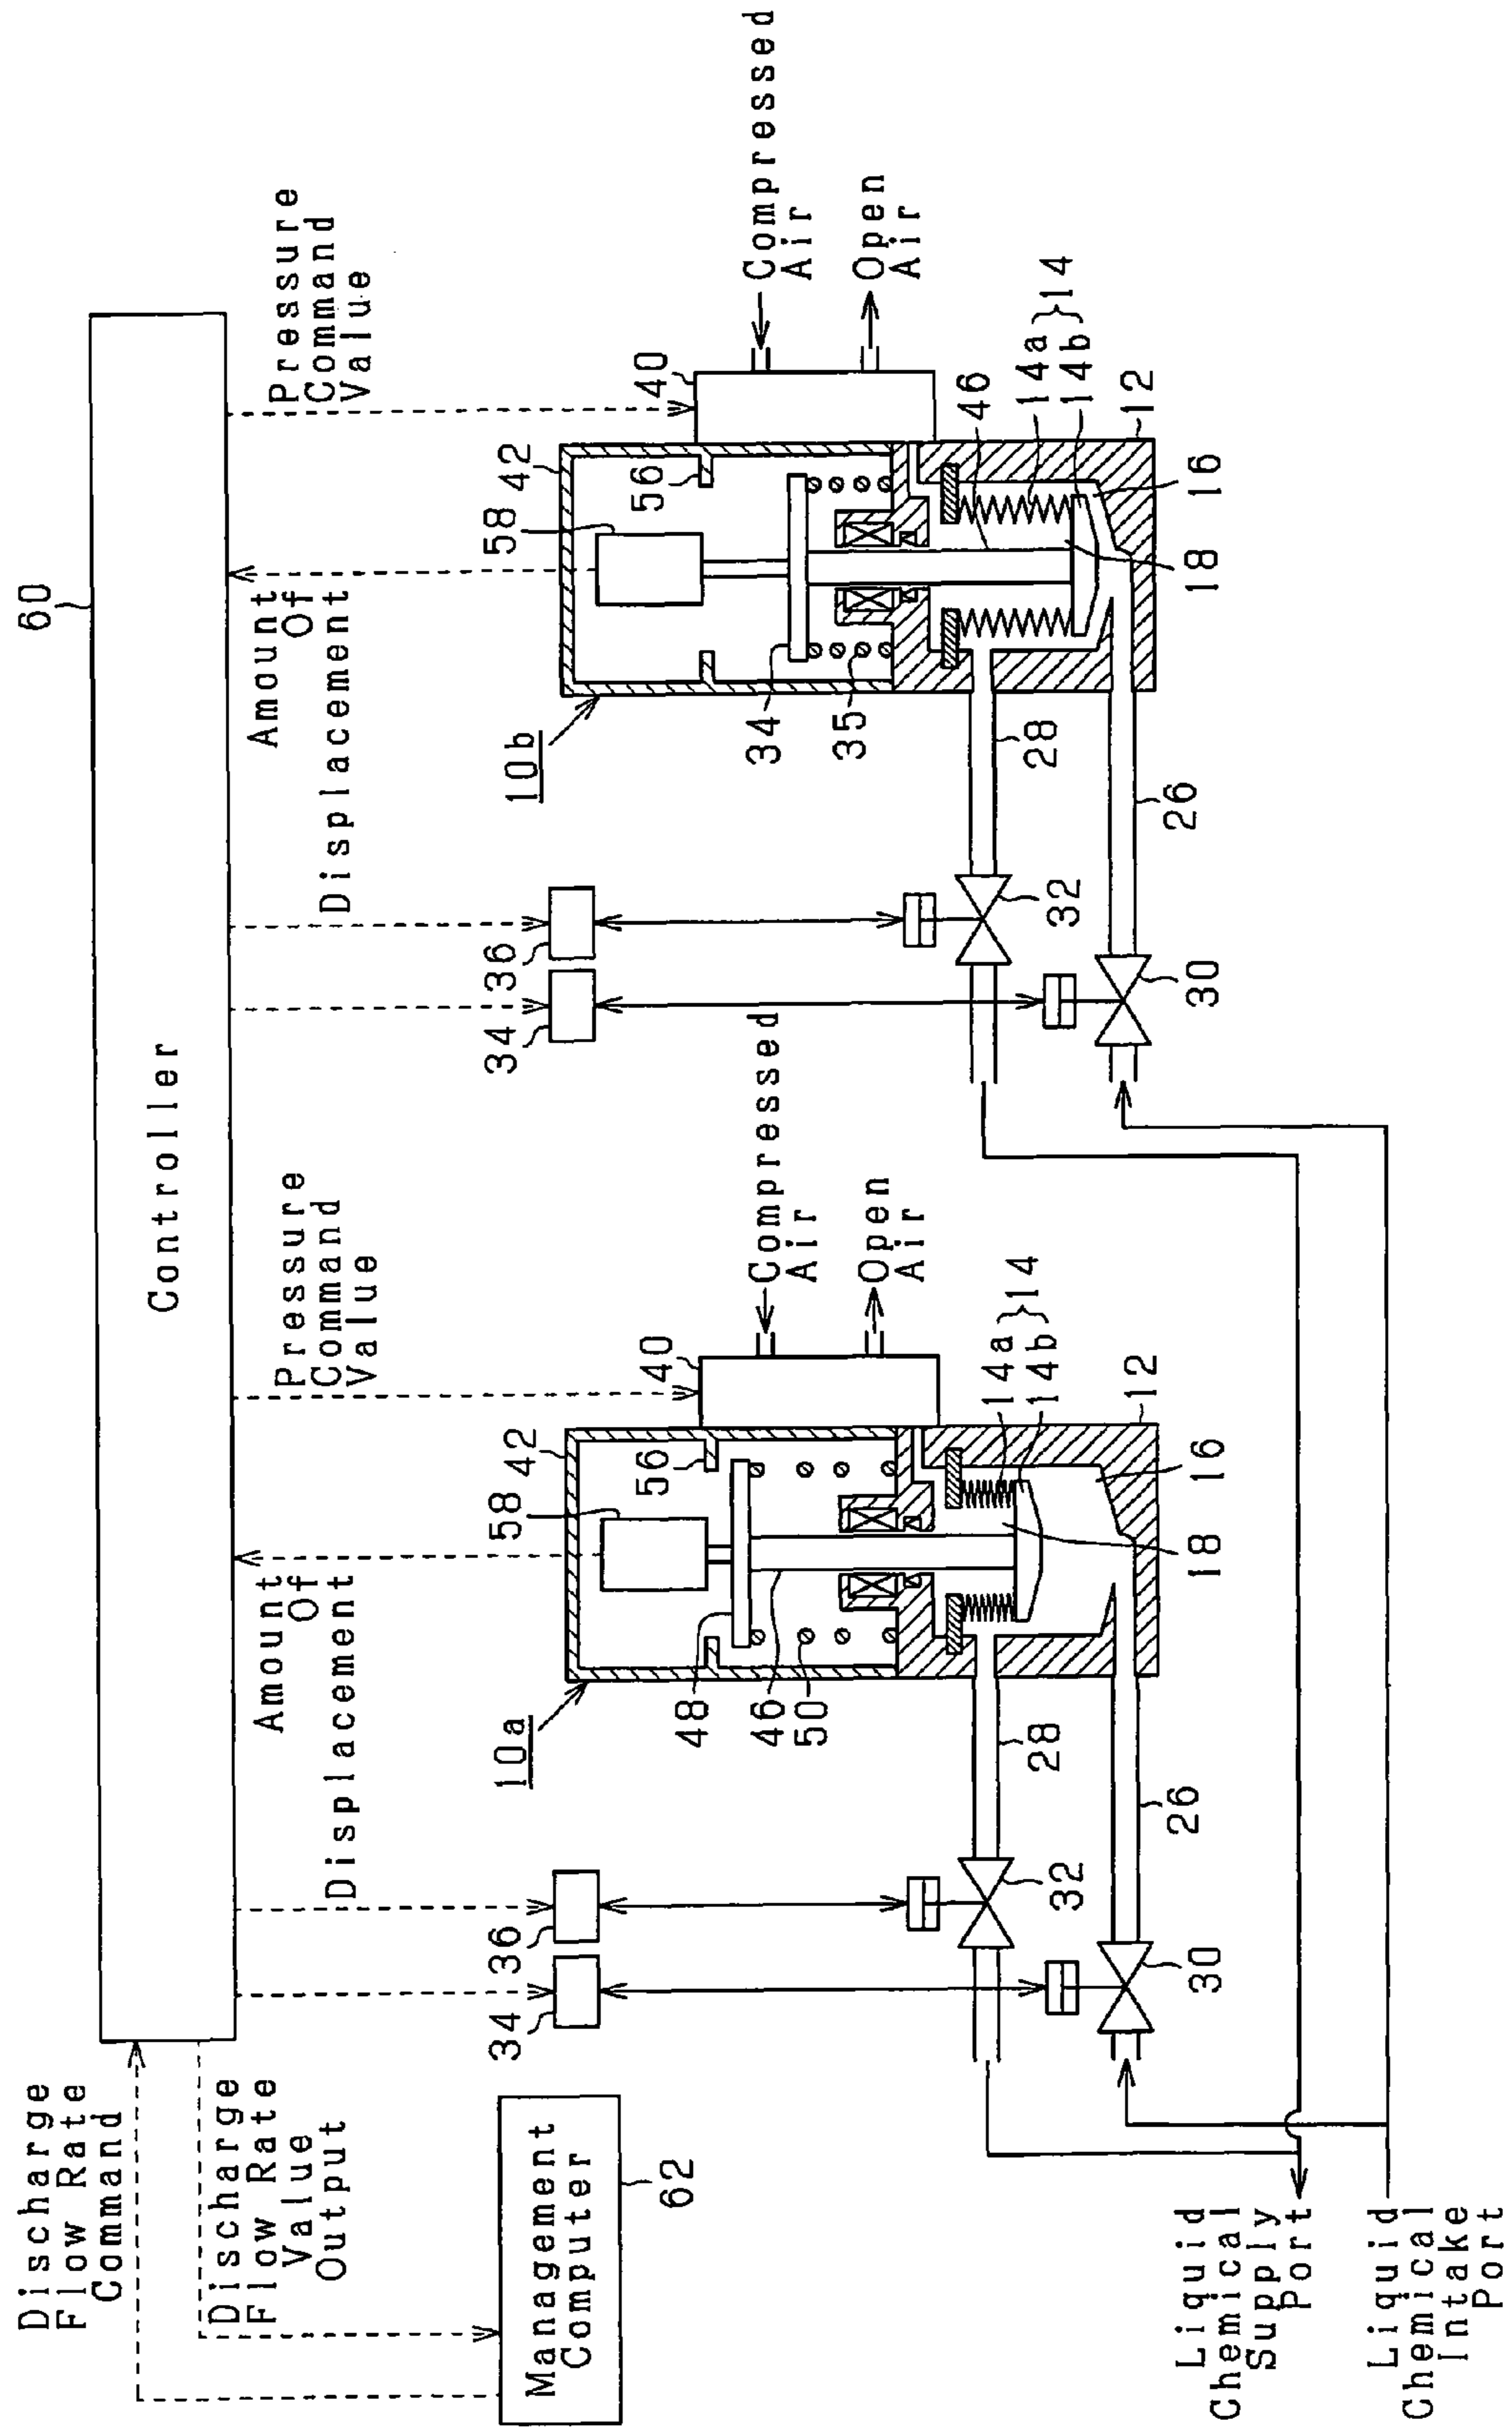 Discharge
Flow Rate
Command
Discharge
Flow Rate
Value
Output
60
Controller
Management
Computer
62
Amount
Of
Displacement
Pressure
Command
Value
34
36
10a
58
42
56
40
48
46
50
Compressed
Air
Open
Air
14a
14b
14
12
16
18
28
26
32
30
Amount
Of
Displacement
Pressure
Command
Value
34
36
10b
58
42
56
40
34
35
Compressed
Air
Open
Air
46
14a
14b
14
12
16
18
28
26
32
30
Liquid
Chemical
Supply
Port
Liquid
Chemical
Intake
Port